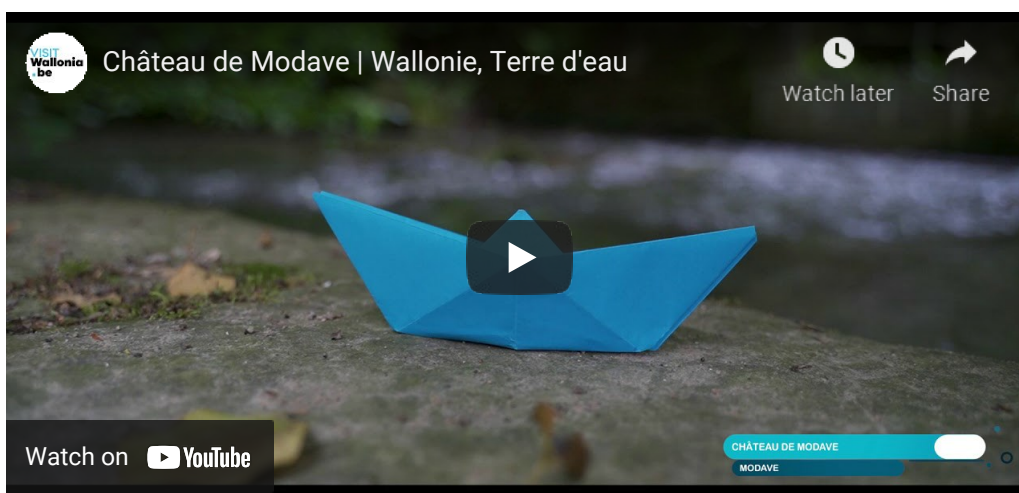 VISIT
Wallonia
.be
Château de Modave | Wallonie, Terre d'eau
Watch later
Share
Watch on YouTube
CHÂTEAU DE MODAVE
MODAVE